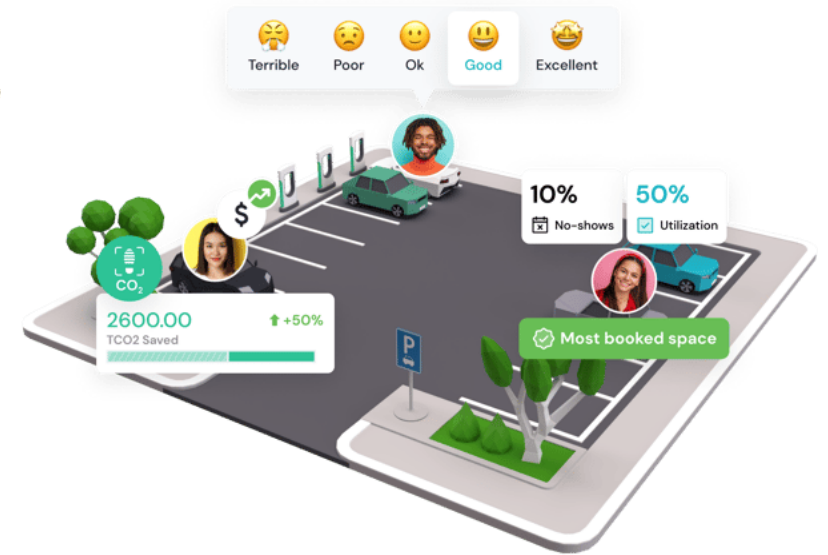 Terrible Poor Ok Good Excellent
10% 50%
No-shows Utilization
$
CO2
2600.00 +50%
TCO2 Saved
Most booked space
P